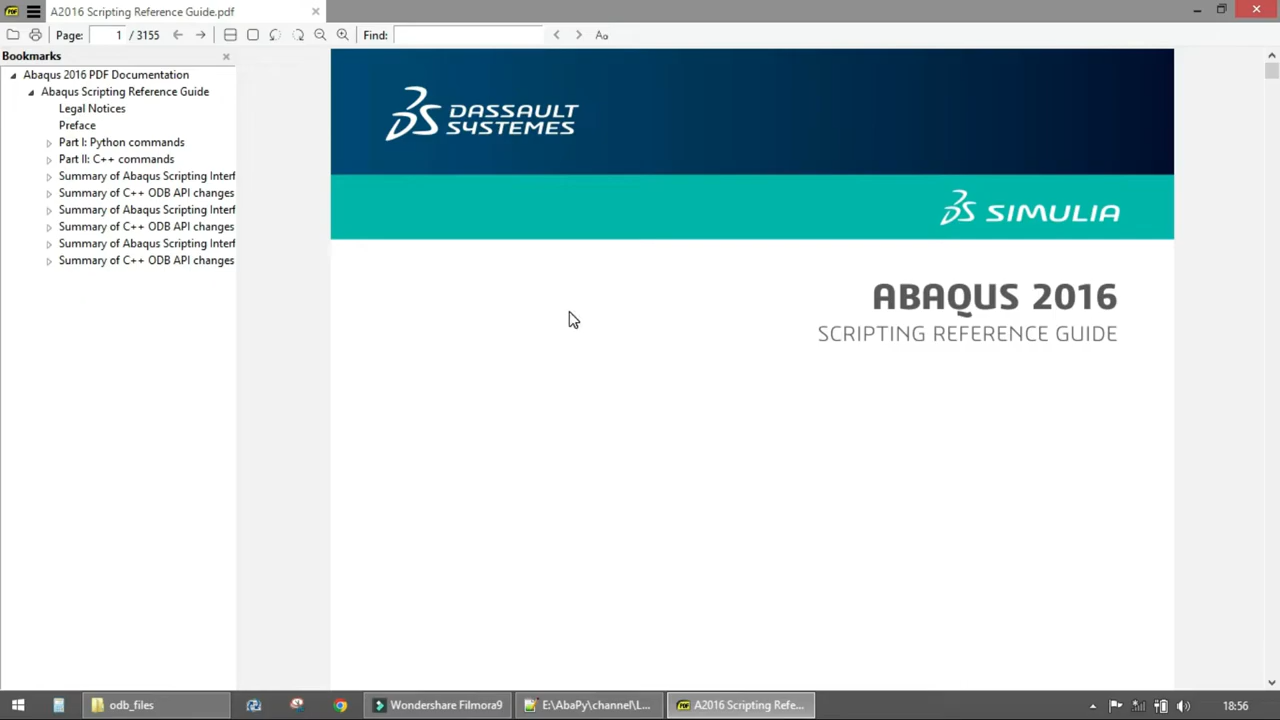 A2016 Scripting Reference Guide.pdf
Page: 1 / 3155 Find: Aa
Bookmarks
Abaqus 2016 PDF Documentation
Abaqus Scripting Reference Guide
Legal Notices
Preface
Part I: Python commands
Part II: C++ commands
Summary of Abaqus Scripting Interf
Summary of C++ ODB API changes
Summary of Abaqus Scripting Interf
Summary of C++ ODB API changes
Summary of Abaqus Scripting Interf
Summary of C++ ODB API changes
DASSAULT
SYSTEMES
SIMULIA
ABAQUS 2016
SCRIPTING REFERENCE GUIDE
odb_files
Wondershare Filmora9
E:\AbaPy\channel\L...
PDF A2016 Scripting Refe...
18:56